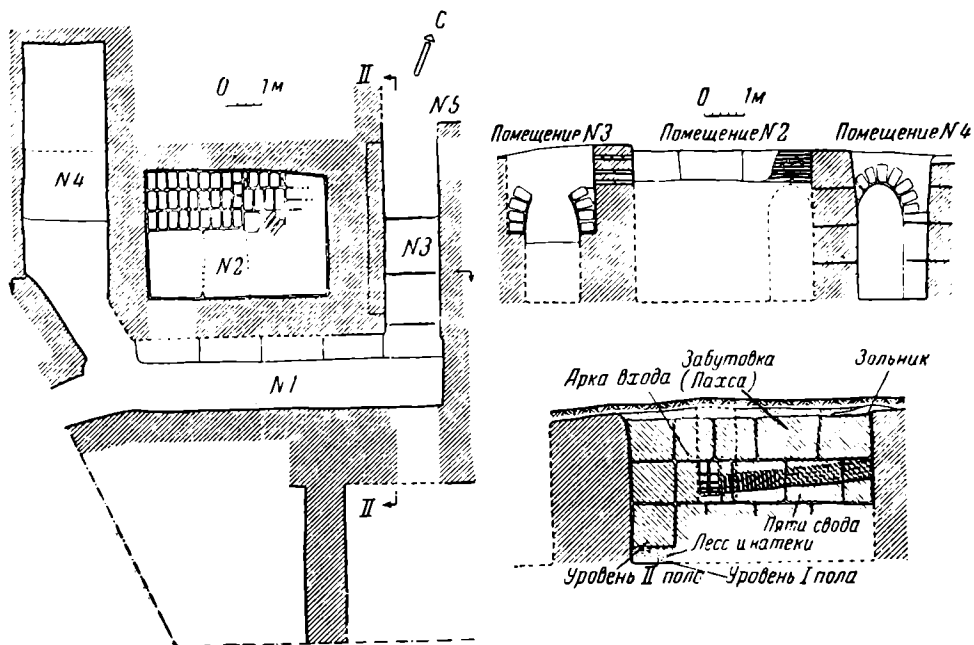 С
II
0 1м
N5
N4
N2
N3
N1
II
0 1м
Помещение N3
Помещение N2
Помещение N4
Забутовка
(Пахса)
Зольник
Арка входа
Пяти свода
Лесс и натеки
Уровень II пола
Уровень I пола